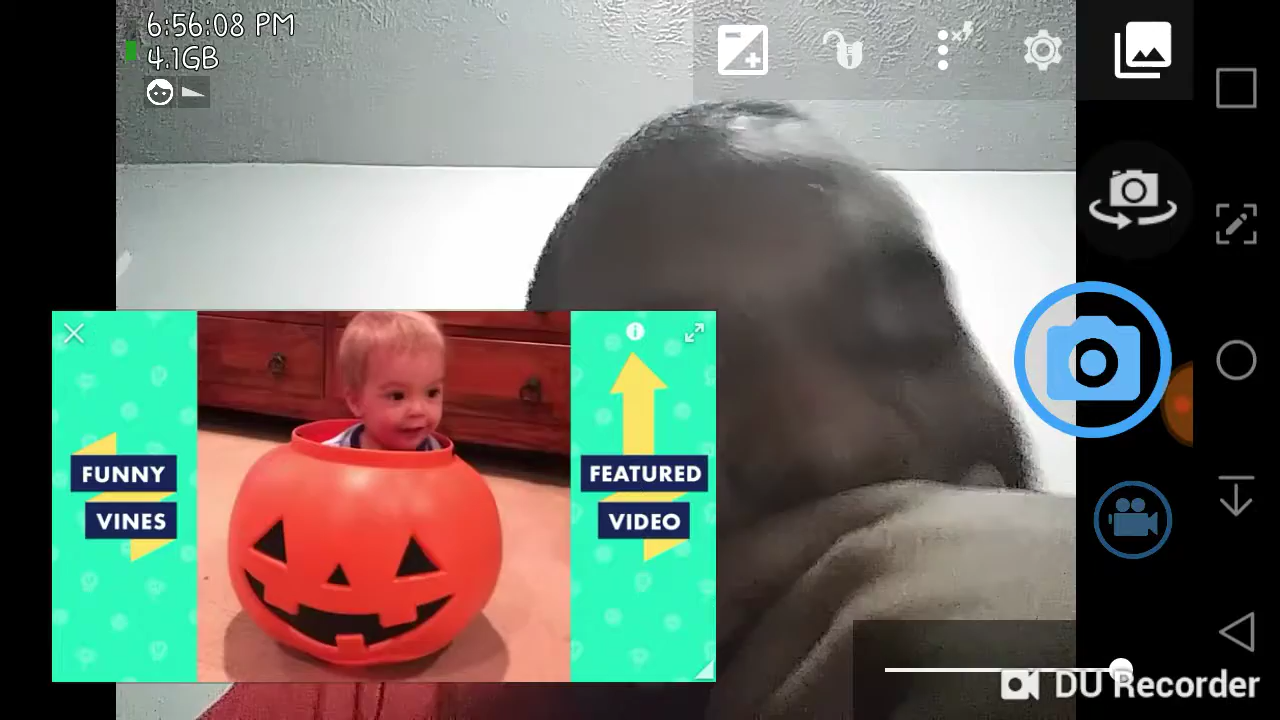 6:56:08 PM
4.1GB
FUNNY
VINES
FEATURED
VIDEO
DU Recorder